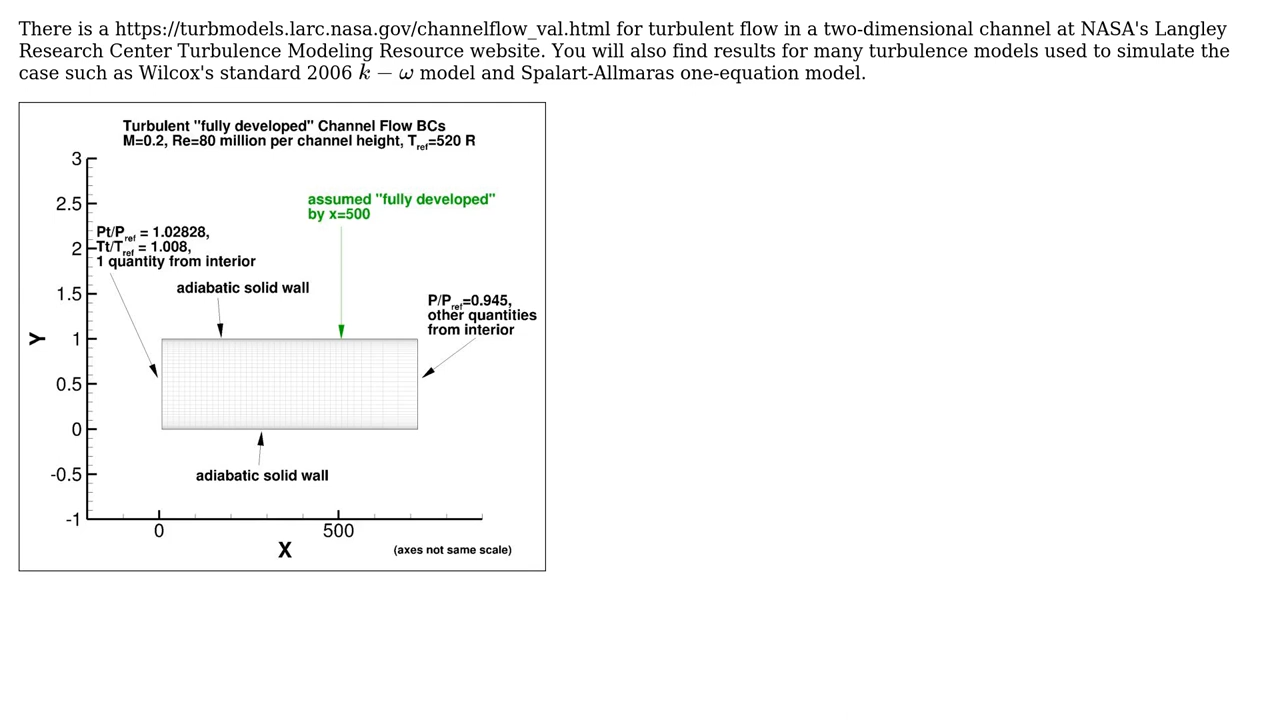 There is a https://turbmodels.larc.nasa.gov/channelflow_val.html for turbulent flow in a two-dimensional channel at NASA's Langley
Research Center Turbulence Modeling Resource website. You will also find results for many turbulence models used to simulate the
case such as Wilcox's standard 2006 k − ω model and Spalart-Allmaras one-equation model.
Turbulent "fully developed" Channel Flow BCs
M=0.2, Re=80 million per channel height, Tref=520 R
3
2.5
2
1.5
1
0.5
0
-0.5
-1
Y
assumed "fully developed"
by x=500
Pt/Pref = 1.02828,
Tt/Tref = 1.008,
1 quantity from interior
adiabatic solid wall
P/Pref=0.945,
other quantities
from interior
adiabatic solid wall
0
500
X
(axes not same scale)